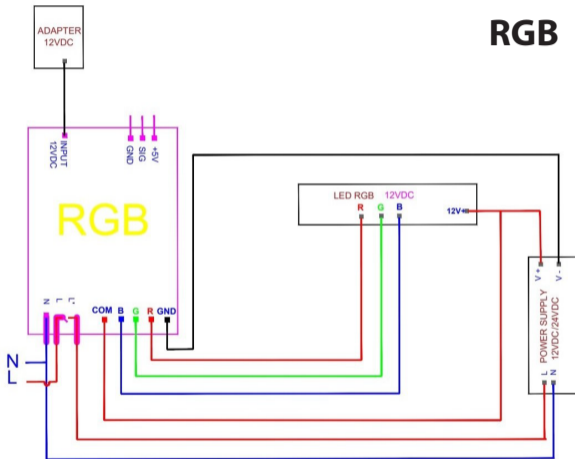 RGB
ADAPTER
12VDC
INPUT
12VDC
GND
SIG
+5V
RGB
LED RGB 12VDC
R G B
12V+
V+
V-
POWER SUPPLY
12VDC/24VDC
L
N
N
L
L'
COM B G R GND
N
L